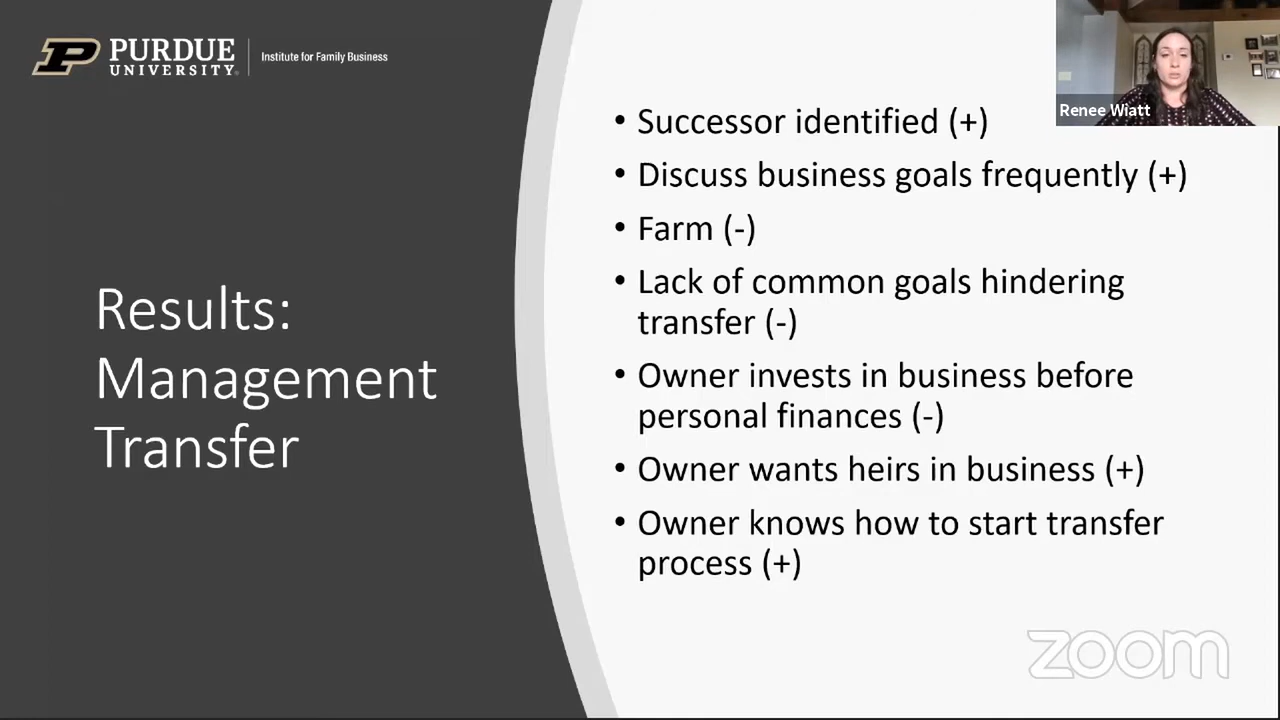 PURDUE
UNIVERSITY
Institute for Family Business
Renee Wiatt
Results:
Management
Transfer
• Successor identified (+)
• Discuss business goals frequently (+)
• Farm (-)
• Lack of common goals hindering
transfer (-)
• Owner invests in business before
personal finances (-)
• Owner wants heirs in business (+)
• Owner knows how to start transfer
process (+)
zoom